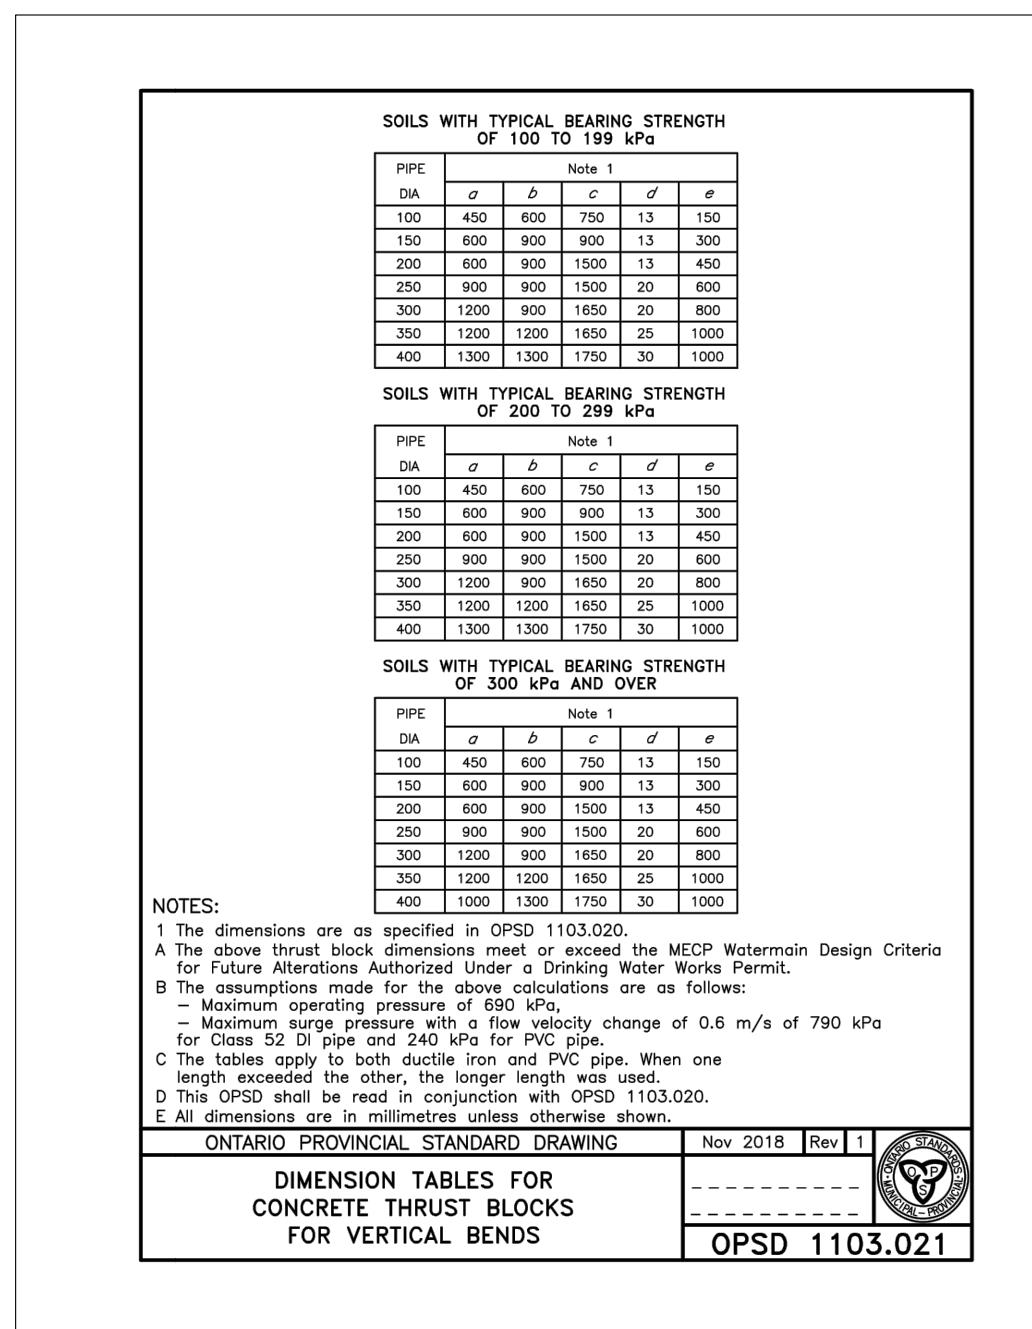 SOILS WITH TYPICAL BEARING STRENGTH
OF 100 TO 199 kPa
PIPE Note 1
DIA a b c d e
100 450 600 750 13 150
150 600 900 900 13 300
200 600 900 1500 13 450
250 900 900 1500 20 600
300 1200 900 1650 20 800
350 1200 1200 1650 25 1000
400 1300 1300 1750 30 1000
SOILS WITH TYPICAL BEARING STRENGTH
OF 200 TO 299 kPa
PIPE Note 1
DIA a b c d e
100 450 600 750 13 150
150 600 900 900 13 300
200 600 900 1500 13 450
250 900 900 1500 20 600
300 1200 900 1650 20 800
350 1200 1200 1650 25 1000
400 1300 1300 1750 30 1000
SOILS WITH TYPICAL BEARING STRENGTH
OF 300 kPa AND OVER
PIPE Note 1
DIA a b c d e
100 450 600 750 13 150
150 600 900 900 13 300
200 600 900 1500 13 450
250 900 900 1500 20 600
300 1200 900 1650 20 800
350 1200 1200 1650 25 1000
400 1000 1300 1750 30 1000
NOTES:
1 The dimensions are as specified in OPSD 1103.020.
A The above thrust block dimensions meet or exceed the MECP Watermain Design Criteria
for Future Alterations Authorized Under a Drinking Water Works Permit.
B The assumptions made for the above calculations are as follows:
– Maximum operating pressure of 690 kPa,
– Maximum surge pressure with a flow velocity change of 0.6 m/s of 790 kPa
for Class 52 DI pipe and 240 kPa for PVC pipe.
C The tables apply to both ductile iron and PVC pipe. When one
length exceeded the other, the longer length was used.
D This OPSD shall be read in conjunction with OPSD 1103.020.
E All dimensions are in millimetres unless otherwise shown.
ONTARIO PROVINCIAL STANDARD DRAWING
Nov 2018 Rev 1
DIMENSION TABLES FOR
CONCRETE THRUST BLOCKS
FOR VERTICAL BENDS
ONTARIO STANDARDS
MUNICIPAL – PROVINCIAL
O P S
OPSD 1103.021